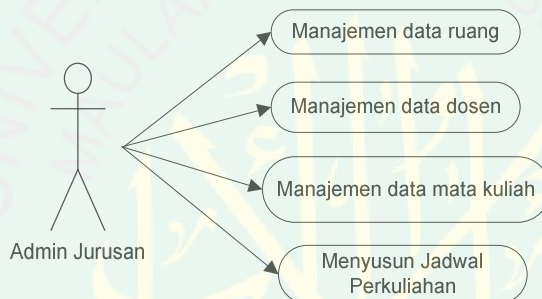 Manajemen data ruang
Manajemen data dosen
Manajemen data mata kuliah
Admin Jurusan
Menyusun Jadwal
Perkuliahan